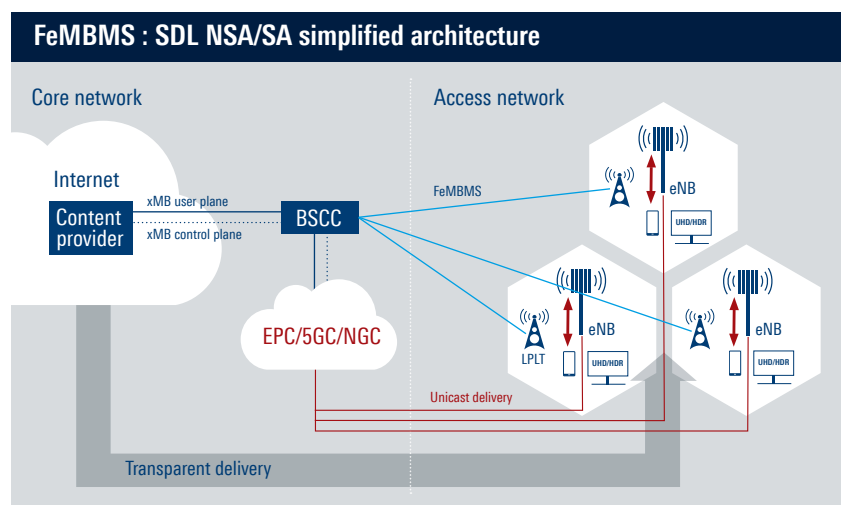 FeMBMS : SDL NSA/SA simplified architecture
Core network
Access network
Internet
Content
provider
xMB user plane
xMB control plane
BSCC
FeMBMS
eNB
UHD/HDR
EPC/5GC/NGC
LPLT
eNB
UHD/HDR
eNB
UHD/HDR
Unicast delivery
Transparent delivery